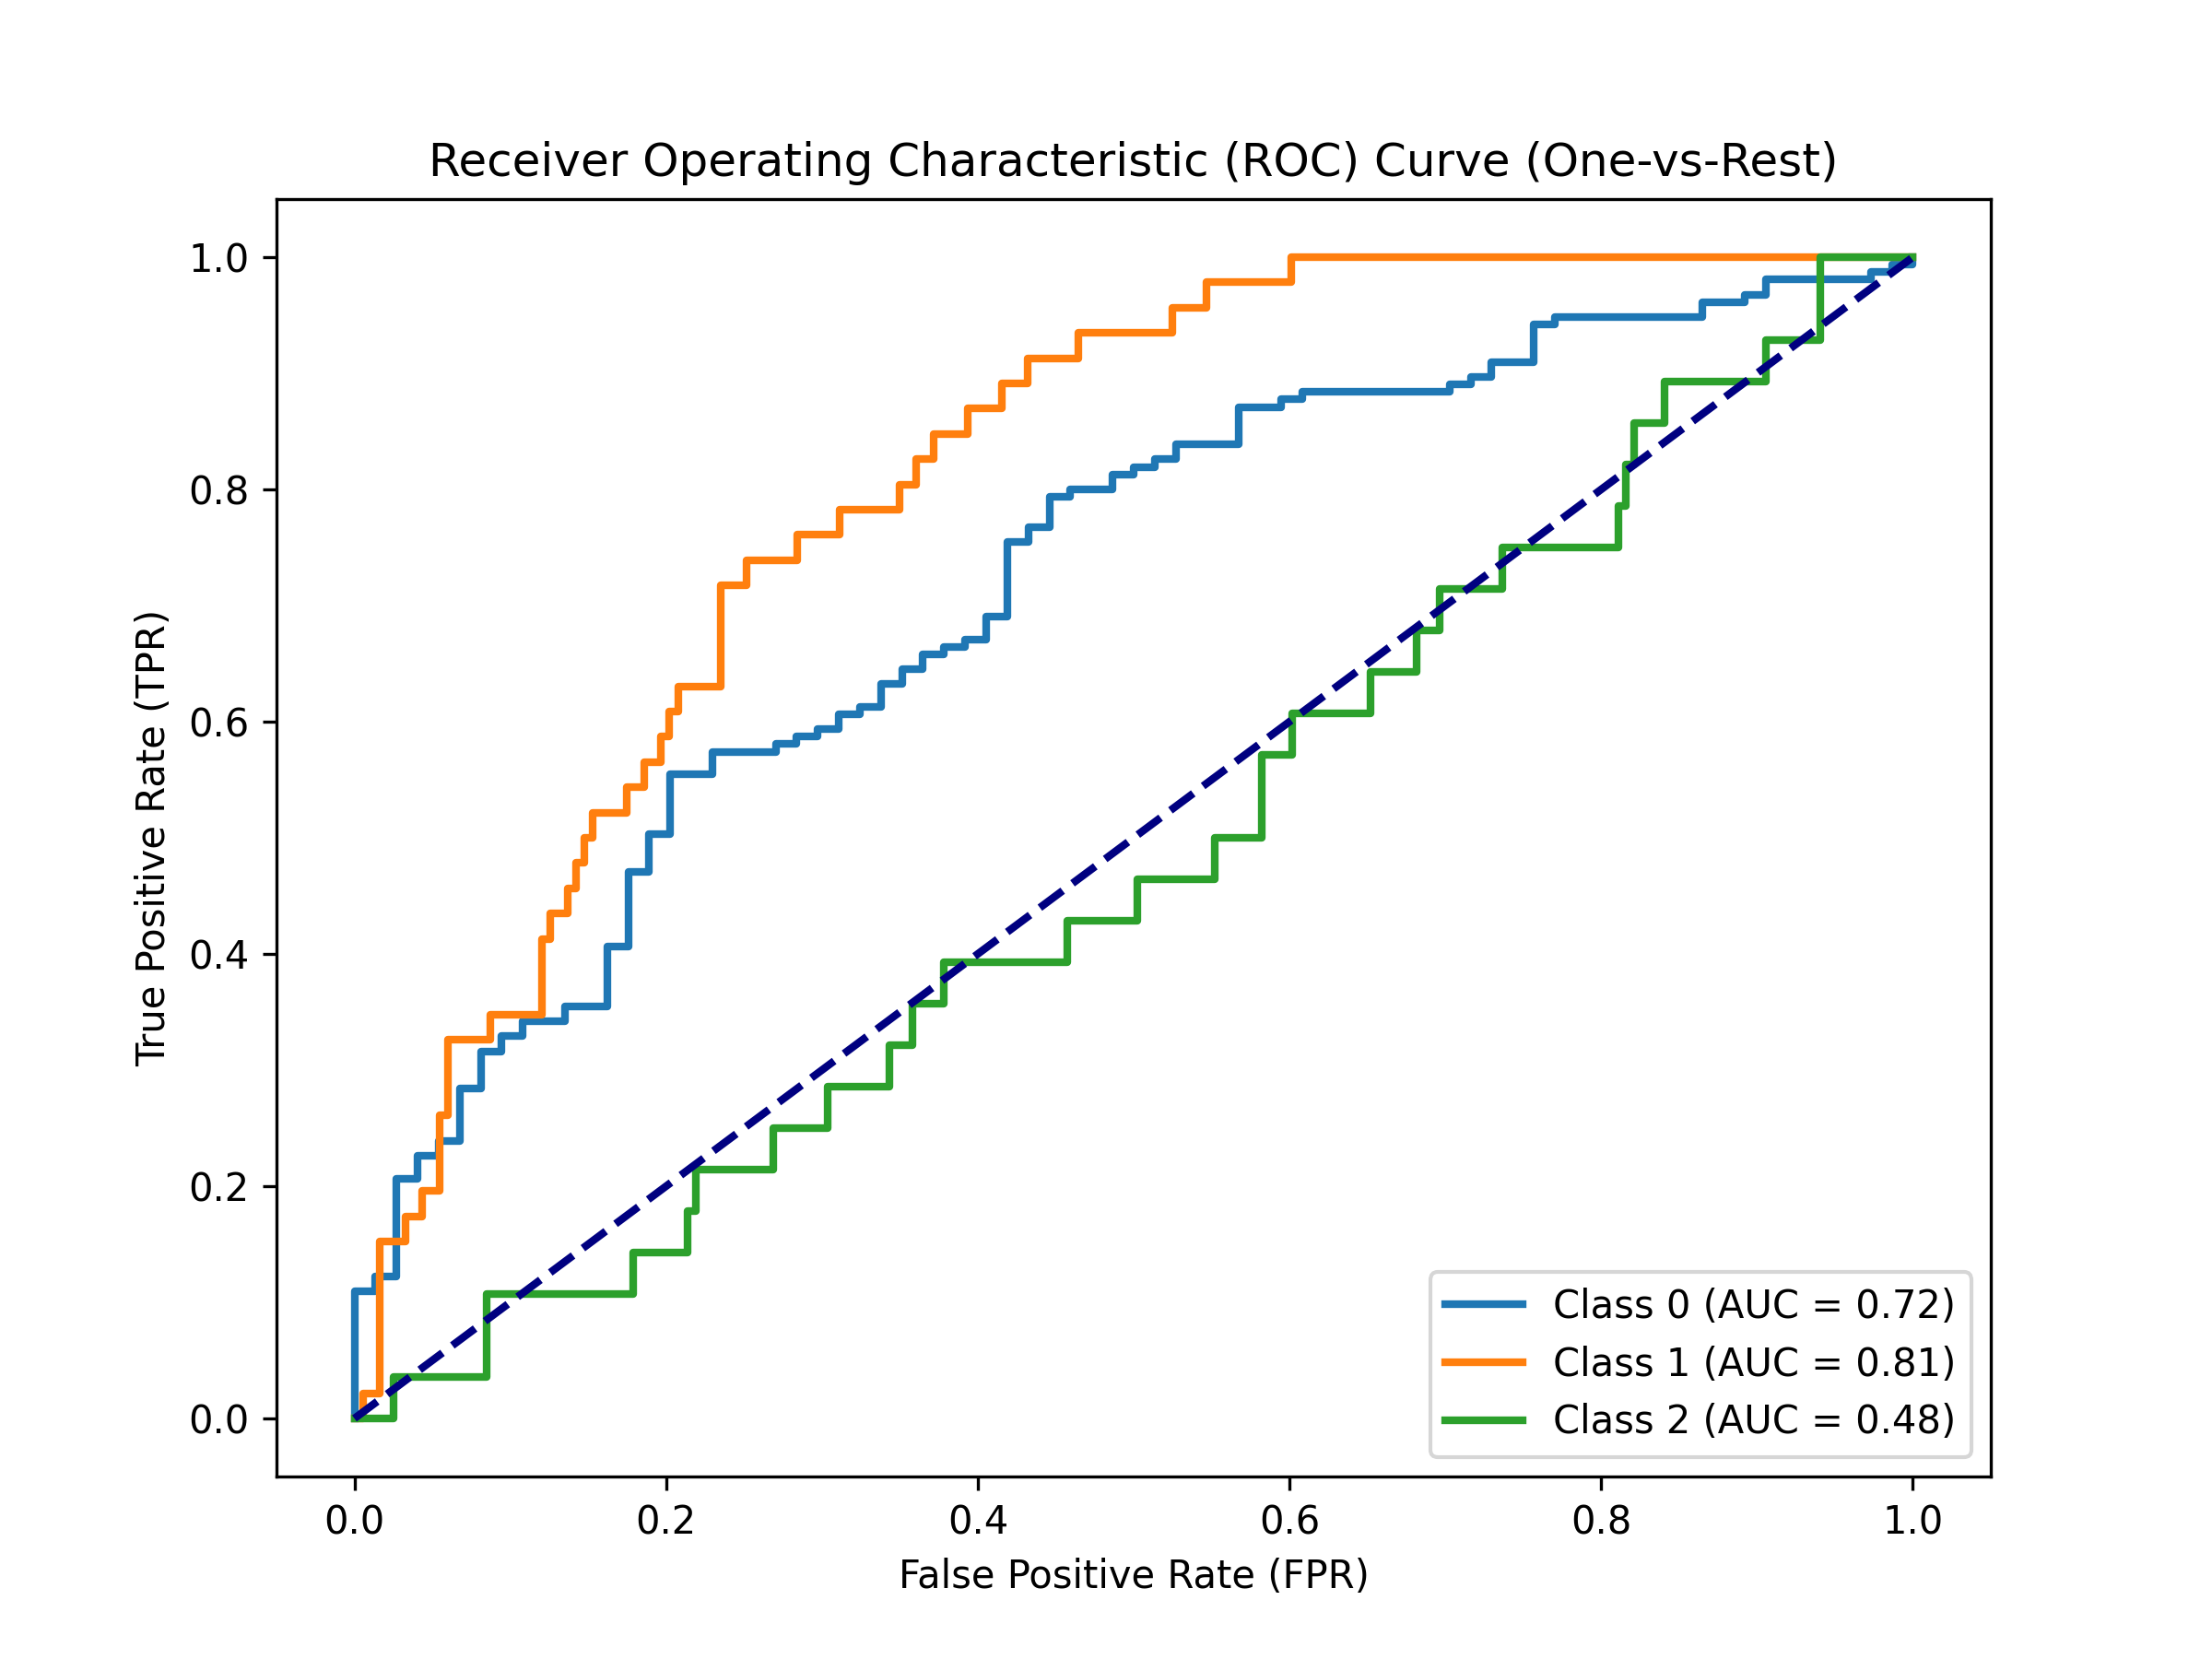 Receiver Operating Characteristic (ROC) Curve (One-vs-Rest)
True Positive Rate (TPR)
1.0
0.8
0.6
0.4
0.2
0.0
Class 0 (AUC = 0.72)
Class 1 (AUC = 0.81)
Class 2 (AUC = 0.48)
0.0 0.2 0.4 0.6 0.8 1.0
False Positive Rate (FPR)